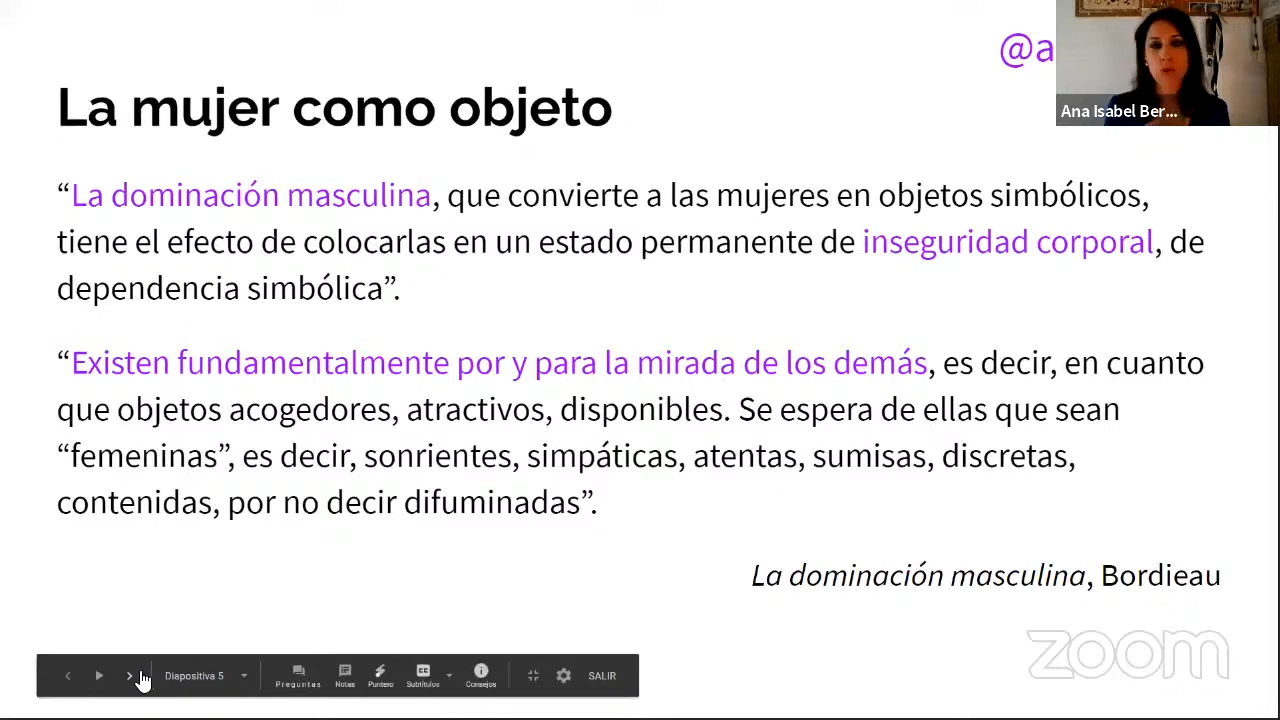 @a
La mujer como objeto
Ana Isabel Ber...
“La dominación masculina, que convierte a las mujeres en objetos simbólicos,
tiene el efecto de colocarlas en un estado permanente de inseguridad corporal, de
dependencia simbólica”.
“Existen fundamentalmente por y para la mirada de los demás, es decir, en cuanto
que objetos acogedores, atractivos, disponibles. Se espera de ellas que sean
“femeninas”, es decir, sonrientes, simpáticas, atentas, sumisas, discretas,
contenidas, por no decir difuminadas”.
La dominación masculina, Bordieau
zoom
Diapositiva 5 Preguntas Notas Puntero Subtítulos Consejos SALIR